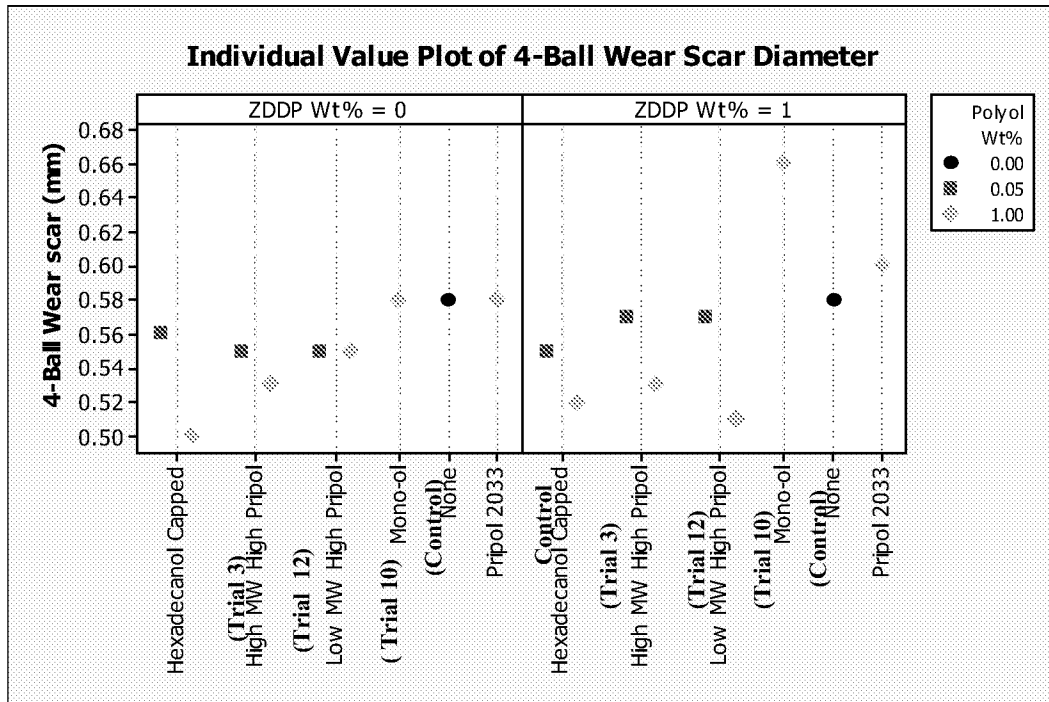 Individual Value Plot of 4-Ball Wear Scar Diameter
ZDDP Wt% = 0
ZDDP Wt% = 1
Polyol
Wt%
0.00
0.05
1.00
4-Ball Wear scar (mm)
0.68
0.66
0.64
0.62
0.60
0.58
0.56
0.54
0.52
0.50
Hexadecanol Capped
(Trial 3)
High MW High Pripol
(Trial 12)
Low MW High Pripol
( Trial 10)
Mono-ol
(Control)
None
Pripol 2033
Control
Hexadecanol Capped
(Trial 3)
High MW High Pripol
(Trial 12)
Low MW High Pripol
(Trial 10)
Mono-ol
(Control)
None
Pripol 2033